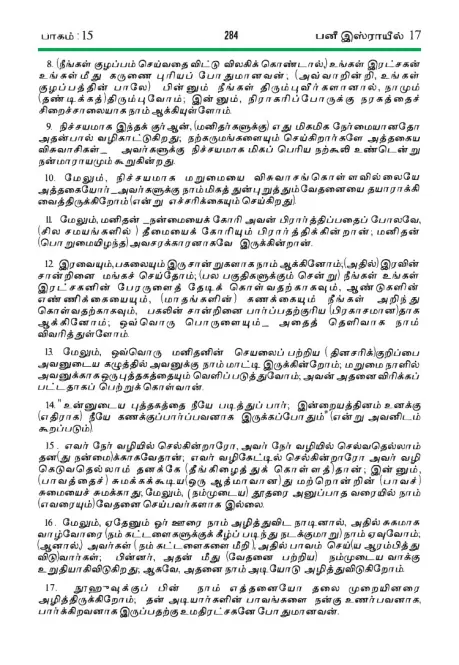 பாகம் : 15 284 பனீ இஸ்ராயீல் 17
8. (நீங்கள் குழப்பம் செய்வதை விட்டு விலகிக் கொண்டால்,) உங்கள் இரட்சகன்
உங்கள் மீது கருணை புரியப் போதுமானவன்; (அவ்வாறின்றி, உங்கள்
குழப்பத்தின் பாலே) பின்னும் நீங்கள் திரும்புவீர்களானால், நாமும்
(தண்டிக்கத்) திரும்புவோம்; இன்னும், நிராகரிப்போருக்கு நரகத்தைச்
சிறைச்சாலையாக நாம் ஆக்கியுள்ளோம்.
9. நிச்சயமாக இந்தக் குர்ஆன், (மனிதர்களுக்கு) எது மிகமிக நேர்மையானதோ
அதன்பால் வழிகாட்டுகிறது; நற்கருமங்களையும் செய்கிறார்களே அத்தகைய
விசுவாசிகள்_ அவர்களுக்கு நிச்சயமாக மிகப் பெரிய நற்கூலி உண்டென்று
நன்மாராயமும் கூறுகின்றது.
10. மேலும், நிச்சயமாக மறுமையை விசுவாசங்கொள்ளவில்லையே
அத்தகையோர்_அவர்களுக்கு நாம் மிகத் துன்புறுத்தும் வேதனையை தயாராக்கி
வைத்திருக்கிறோம் (என்று எச்சரிக்கையும் செய்கிறது).
11. மேலும், மனிதன் _நன்மையைக் கோரி அவன் பிரார்த்திப்பதைப் போலவே,
(சில சமயங்களில்) தீமையைக் கோரியும் பிரார்த்திக்கின்றான்; மனிதன்
(பொறுமையிழந்த) அவசரக்காரனாகவே இருக்கின்றான்.
12. இரவையும், பகலையும் இரு சான்றுகளாக நாம் ஆக்கினோம்; (அதில்) இரவின்
சான்றினை மங்கச் செய்தோம்; (பல பகுதிகளுக்கும் சென்று) நீங்கள் உங்கள்
இரட்சகனின் பேரருளைத் தேடிக் கொள்வதற்காகவும், ஆண்டுகளின்
எண்ணிக்கையையும், (மாதங்களின்) கணக்கையும் நீங்கள் அறிந்து
கொள்வதற்காகவும், பகலின் சான்றினை பார்ப்பதற்குரிய (பிரகாசமான)தாக
ஆக்கினோம்; ஒவ்வொரு பொருளையும்_ அதைத் தெளிவாக நாம்
விவரித்துள்ளோம்.
13. மேலும், ஒவ்வொரு மனிதனின் செயலைப் பற்றிய (தினசரிக்)குறிப்பை
அவனுடைய கழுத்தில் அவனுக்கு நாம் மாட்டி இருக்கின்றோம்; மறுமை நாளில்
அவனுக்காக ஒரு புத்தகத்தையும் வெளிப்படுத்துவோம்; அவன் அதனை விரிக்கப்
பட்டதாகப் பெற்றுக் கொள்வான்.
14. "உன்னுடைய புத்தகத்தை நீயே படித்துப் பார்; இன்றையத்தினம் உனக்கு
(எதிராக) நீயே கணக்குப்பார்ப்பவனாக இருக்கப்போதும்" (என்று அவனிடம்
கூறப்படும்).
15. எவர் நேர் வழியில் செல்கின்றாரோ, அவர் நேர் வழியில் செல்வதெல்லாம்
தன(து நன்மை)க்காகவேதான்; எவர் வழிகேட்டில் செல்கின்றாரோ அவர் வழி
கெடுவதெல்லாம் தனக்கே (தீங்கிழைத்துக் கொள்ளத்)தான்; இன்னும்,
(பாவத்தைச்) சுமக்கக்கூடிய(ஒரு ஆத்மாவான)து மற்றொன்றின் (பாவச்)
சுமையைச் சுமக்காது; மேலும், (நம்முடைய) தூதரை அனுப்பாத வரையில் நாம்
(எவரையும்) வேதனை செய்பவர்களாக இல்லை.
16. மேலும், ஏதேனும் ஓர் ஊரை நாம் அழித்துவிட நாடினால், அதில் சுகமாக
வாழ்வோரை (நம் கட்டளைகளுக்குக் கீழ்ப் படிந்து நடக்குமாறு) நாம் ஏவுவோம்;
(ஆனால்,) அவர்கள் (நம் கட்டளைகளை மீறி,) அதில் பாவம் செய்(ய ஆரம்பித்து
விடு)வார்கள்; பின்னர், அதன் மீது (வேதனை பற்றிய) நம்முடைய வாக்கு
உறுதியாகிவிடுகிறது; ஆகவே, அதனை நாம் அடியோடு அழித்துவிடுகிறோம்.
17. நூஹுவுக்குப் பின் நாம் எத்தனையோ தலைமுறையினரை
அழித்திருக்கிறோம்; தன் அடியார்களின் பாவங்களை நன்கு உணர்பவனாக,
பார்க்கிறவனாக இருப்பதற்கு உமதிரட்சகனே போதுமானவன்.